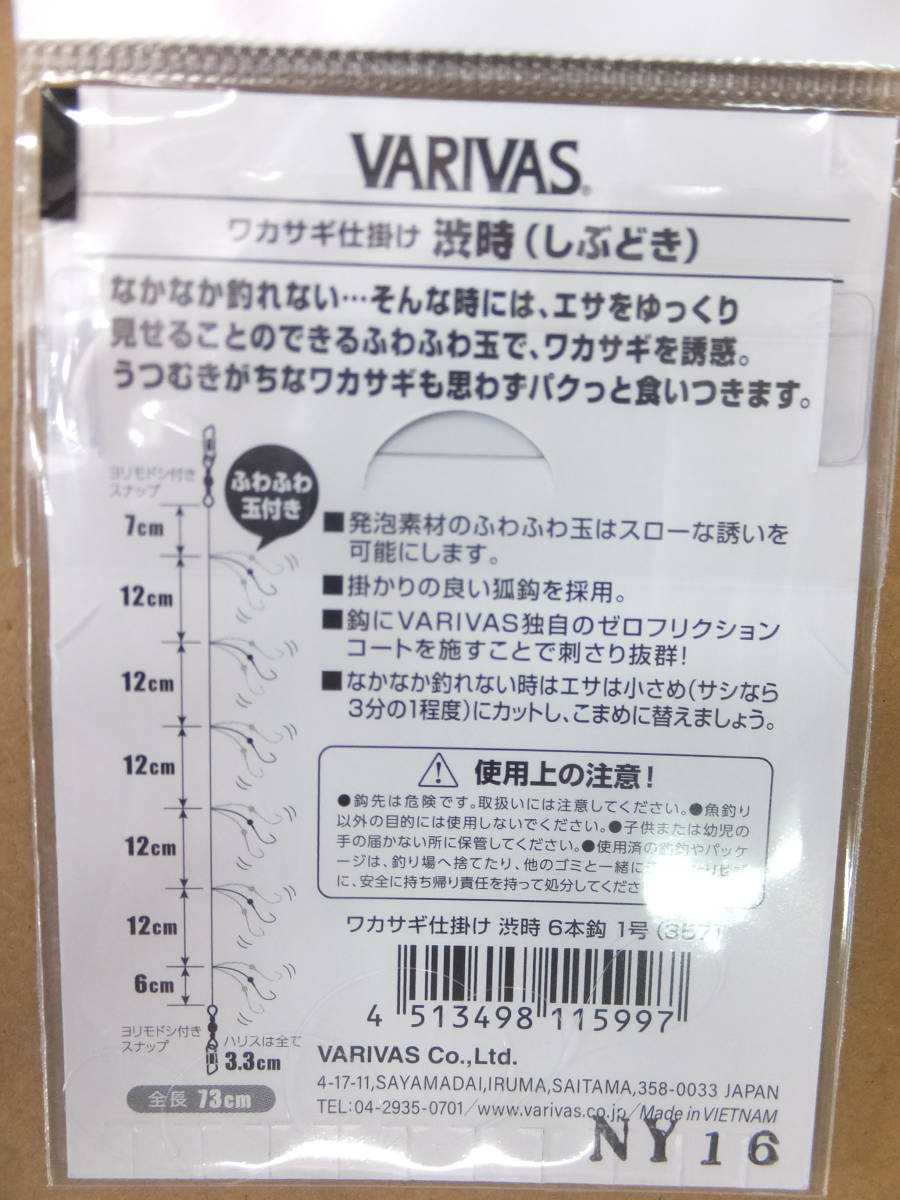 VARIVAS®
ワカサギ仕掛け 渋時(しぶどき)
なかなか釣れない…そんな時には、エサをゆっくり
見せることのできるふわふわ玉で、ワカサギを誘惑。
うつむきがちなワカサギも思わずパクっと食いつきます。
ヨリモドシ付き
スナップ
ふわふわ
玉付き
7cm
12cm
12cm
12cm
12cm
12cm
6cm
ヨリモドシ付き
スナップ
ハリスは全て
3.3cm
全長 73cm
■発泡素材のふわふわ玉はスローな誘いを
可能にします。
■掛かりの良い狐鈎を採用。
■鈎にVARIVAS独自のゼロフリクション
コートを施すことで刺さり抜群!
■なかなか釣れない時はエサは小さめ(サシなら
3分の1程度)にカットし、こまめに替えましょう。
使用上の注意!
●鈎先は危険です。取扱いには注意してください。●魚釣り
以外の目的には使用しないでください。●子供または幼児の
手の届かない所に保管してください。●使用済の釣鈎やパッケ
ージは、釣り場へ捨てたり、他のゴミと一緒に
に、安全に持ち帰り責任を持って処分してくださ
ワカサギ仕掛け 渋時 6本鈎 1号
4 513498 115997
VARIVAS Co.,Ltd.
4-17-11,SAYAMADAI,IRUMA,SAITAMA,358-0033 JAPAN
TEL:04-2935-0701/www.varivas.co.jp/Made in VIETNAM
NY16